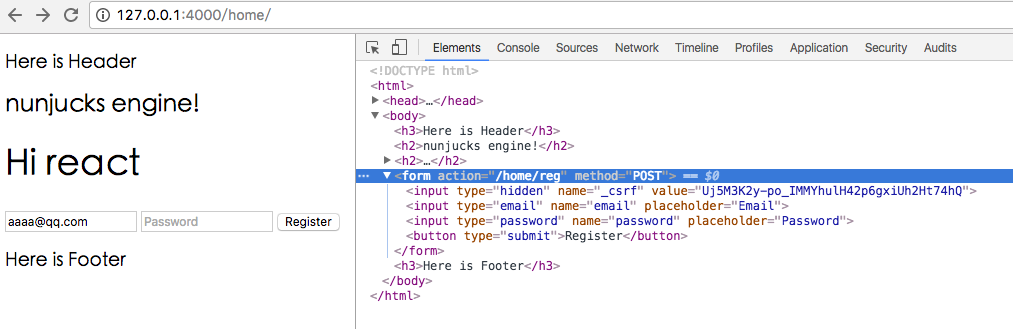 127.0.0.1:4000/home/
Here is Header
nunjucks engine!
Hi react
aaaa@qq.com Password Register
Here is Footer
Elements Console Sources Network Timeline Profiles Application Security Audits
<!DOCTYPE html>
<html>
<head>…</head>
<body>
<h3>Here is Header</h3>
<h2>nunjucks engine!</h2>
<h2>…</h2>
<form action="/home/reg" method="POST"> == $0
<input type="hidden" name="_csrf" value="Uj5M3K2y-po_IMMYhulH42p6gxiUh2Ht74hQ">
<input type="email" name="email" placeholder="Email">
<input type="password" name="password" placeholder="Password">
<button type="submit">Register</button>
</form>
<h3>Here is Footer</h3>
</body>
</html>